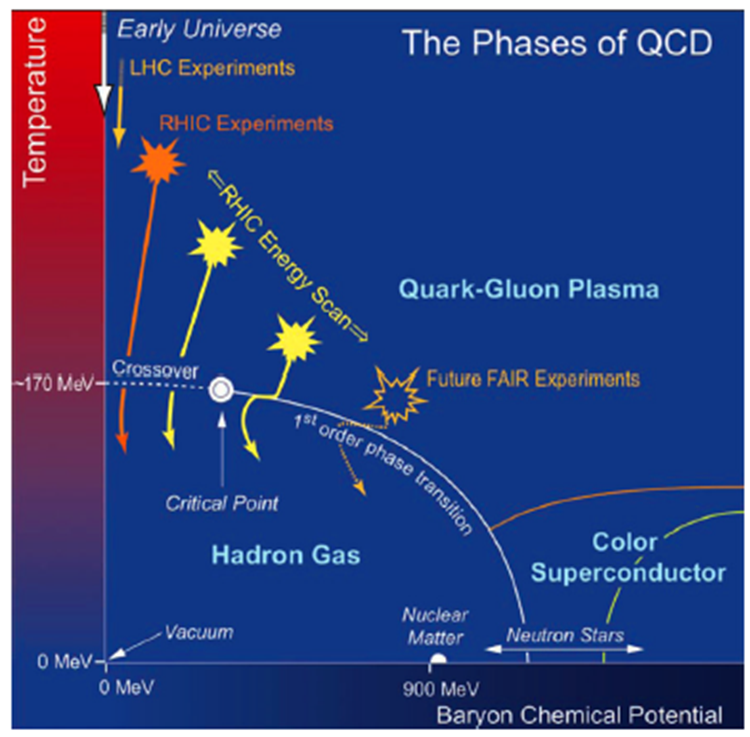 Early Universe
The Phases of QCD
LHC Experiments
Temperature
RHIC Experiments
⇐RHIC Energy Scan⇒
Quark-Gluon Plasma
Crossover
~170 MeV
Future FAIR Experiments
1st order phase transition
Critical Point
Hadron Gas
Color
Superconductor
Nuclear
Matter
Vacuum
Neutron Stars
0 MeV
0 MeV
900 MeV
Baryon Chemical Potential